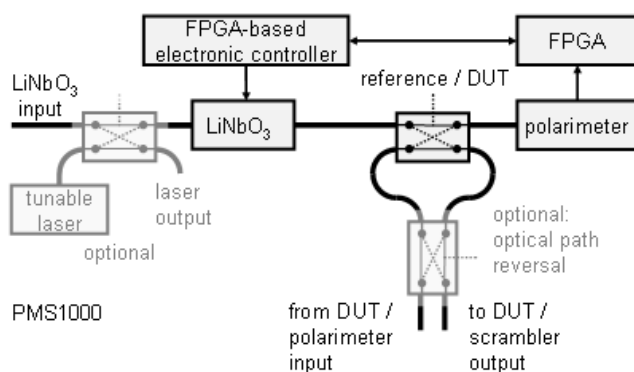 FPGA-based
electronic controller
FPGA
LiNbO3
input
reference / DUT
LiNbO3
polarimeter
tunable
laser
laser
output
optional
optional:
optical path
reversal
PMS1000
from DUT /
polarimeter
input
to DUT /
scrambler
output